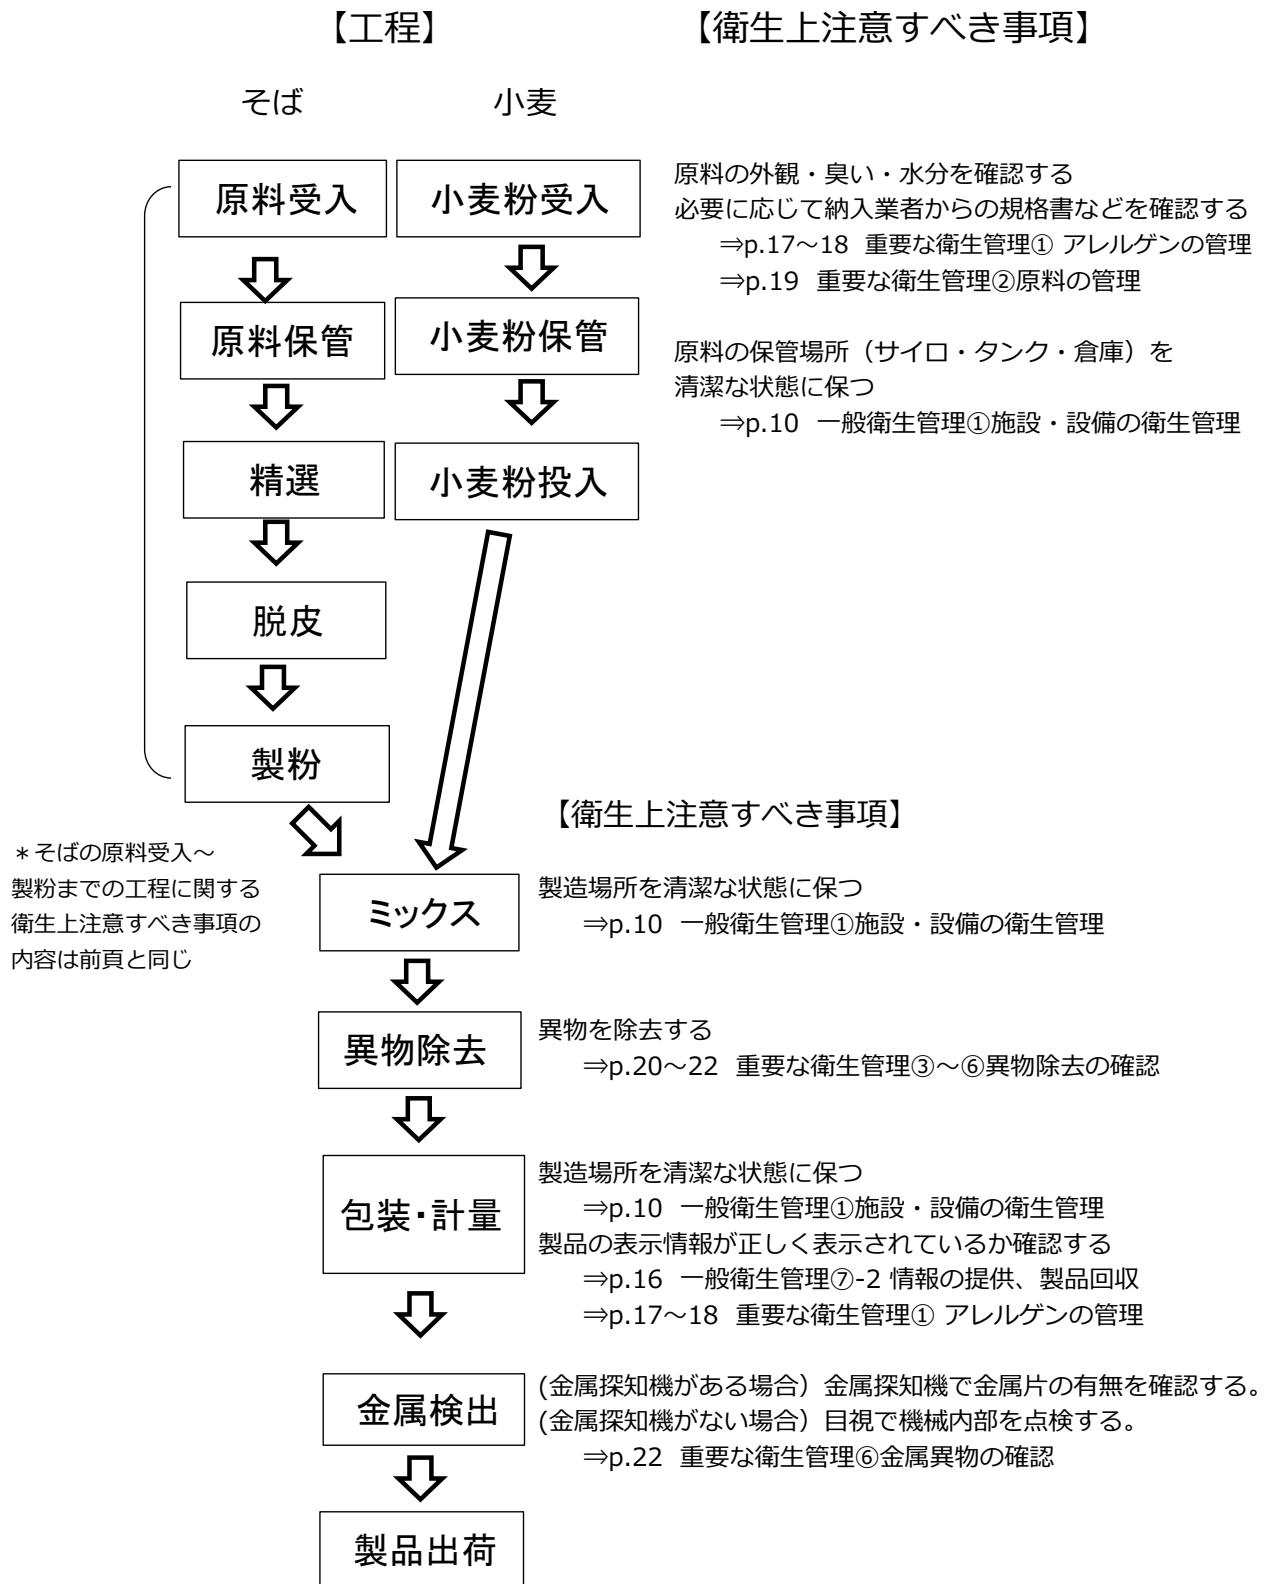 【工程】
【衛生上注意すべき事項】
そば
小麦
原料受入
小麦粉受入
原料の外観・臭い・水分を確認する
必要に応じて納入業者からの規格書などを確認する
⇒p.17～18 重要な衛生管理① アレルゲンの管理
⇒p.19 重要な衛生管理②原料の管理
原料保管
小麦粉保管
原料の保管場所（サイロ・タンク・倉庫）を
清潔な状態に保つ
⇒p.10 一般衛生管理①施設・設備の衛生管理
精選
小麦粉投入
脱皮
製粉
＊そばの原料受入～
製粉までの工程に関する
衛生上注意すべき事項の
内容は前頁と同じ
【衛生上注意すべき事項】
ミックス
製造場所を清潔な状態に保つ
⇒p.10 一般衛生管理①施設・設備の衛生管理
異物除去
異物を除去する
⇒p.20～22 重要な衛生管理③～⑥異物除去の確認
包装・計量
製造場所を清潔な状態に保つ
⇒p.10 一般衛生管理①施設・設備の衛生管理
製品の表示情報が正しく表示されているか確認する
⇒p.16 一般衛生管理⑦-2 情報の提供、製品回収
⇒p.17～18 重要な衛生管理① アレルゲンの管理
金属検出
(金属探知機がある場合）金属探知機で金属片の有無を確認する。
(金属探知機がない場合）目視で機械内部を点検する。
⇒p.22 重要な衛生管理⑥金属異物の確認
製品出荷